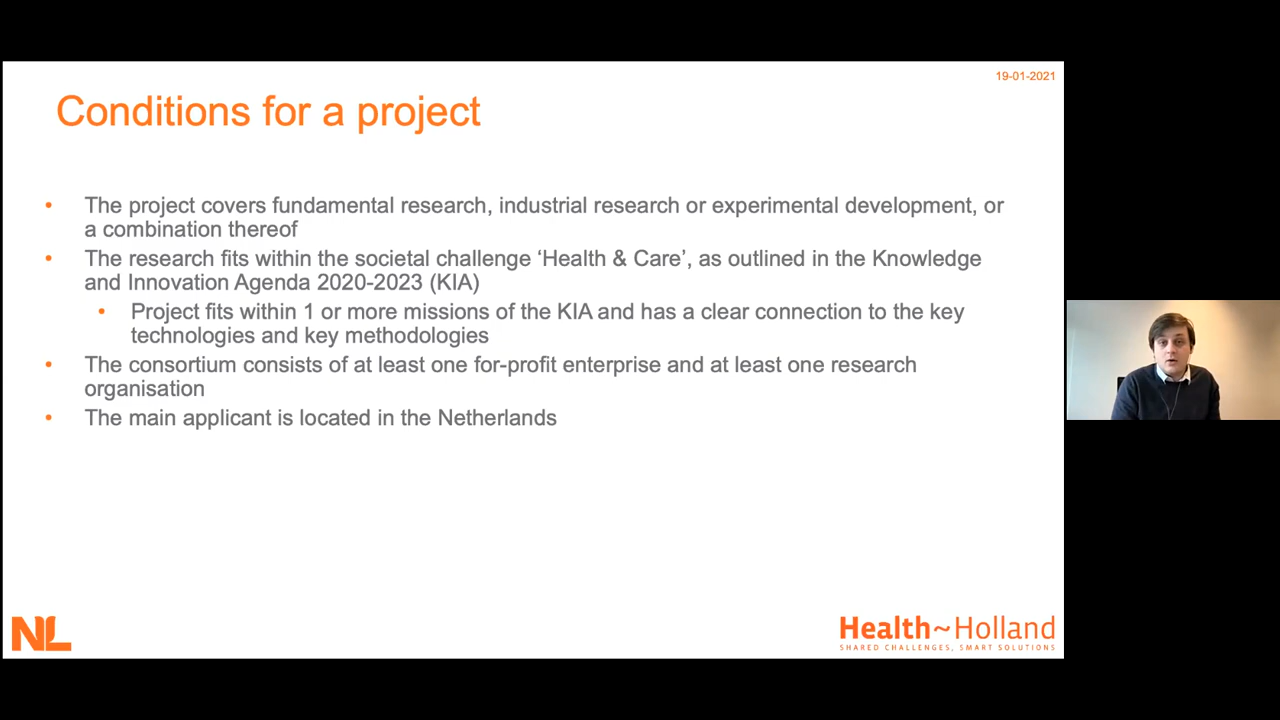 19-01-2021
Conditions for a project
• The project covers fundamental research, industrial research or experimental development, or
a combination thereof
• The research fits within the societal challenge ‘Health & Care’, as outlined in the Knowledge
and Innovation Agenda 2020-2023 (KIA)
• Project fits within 1 or more missions of the KIA and has a clear connection to the key
technologies and key methodologies
• The consortium consists of at least one for-profit enterprise and at least one research
organisation
• The main applicant is located in the Netherlands
NL
Health~Holland
SHARED CHALLENGES, SMART SOLUTIONS